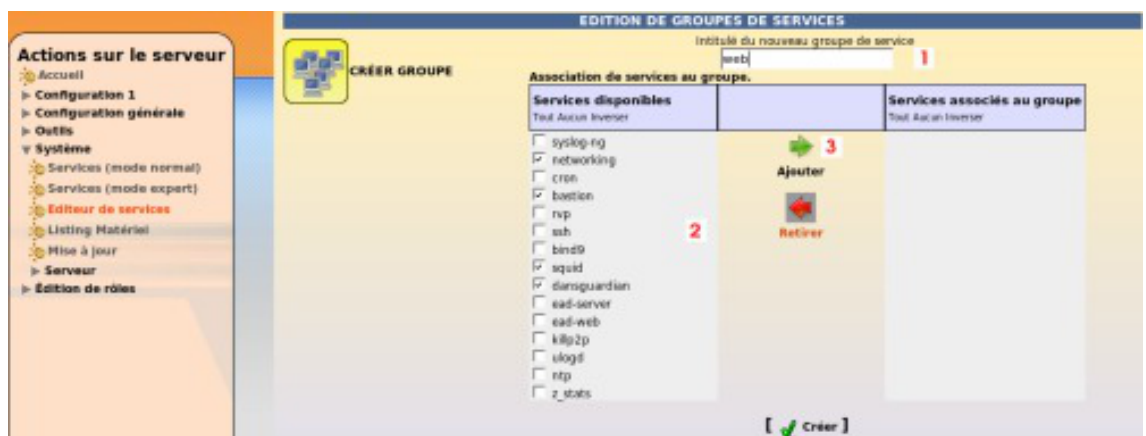 EDITION DE GROUPES DE SERVICES
Actions sur le serveur
Accueil
Configuration 1
Configuration générale
Outils
Système
Services (mode normal)
Services (mode expert)
Editeur de services
Listing Matériel
Mise à jour
Serveur
Édition de rôles
CRÉER GROUPE
Intitulé du nouveau groupe de service
web 1
Association de services au groupe.
Services disponibles
Tout Aucun Inverser
syslog-ng
networking
cron
bastion
rvp
ssh
bind9
squid
dansguardian
ead-server
ead-web
killp2p
ulogd
ntp
z_stats
2
3
Ajouter
Retirer
Services associés au groupe
Tout Aucun Inverser
[ Créer ]